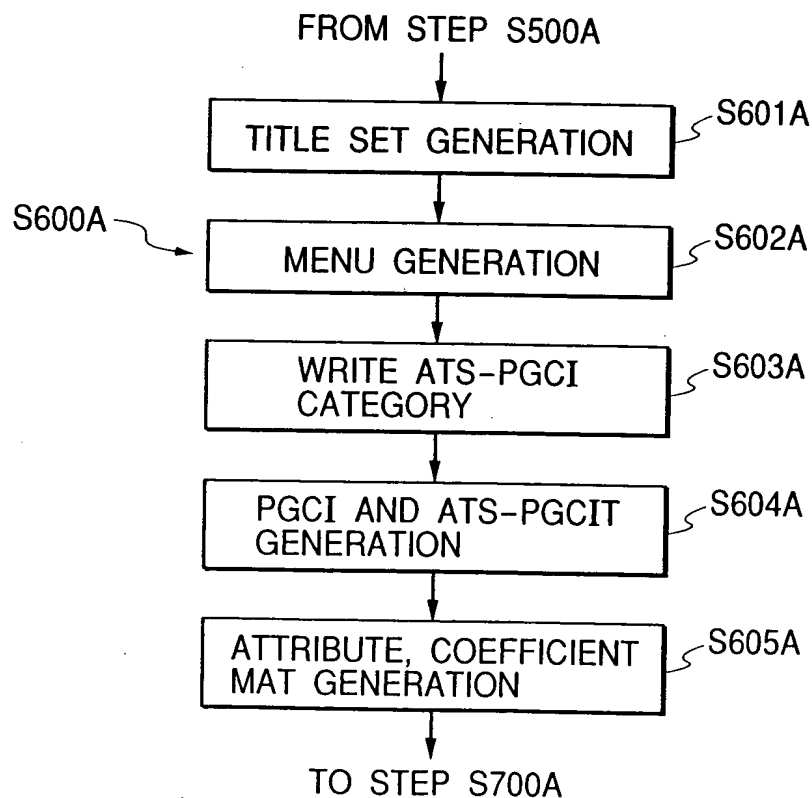 FROM STEP S500A
TITLE SET GENERATION
S601A
S600A
MENU GENERATION
S602A
WRITE ATS-PGCI
CATEGORY
S603A
PGCI AND ATS-PGCIT
GENERATION
S604A
ATTRIBUTE, COEFFICIENT
MAT GENERATION
S605A
TO STEP S700A